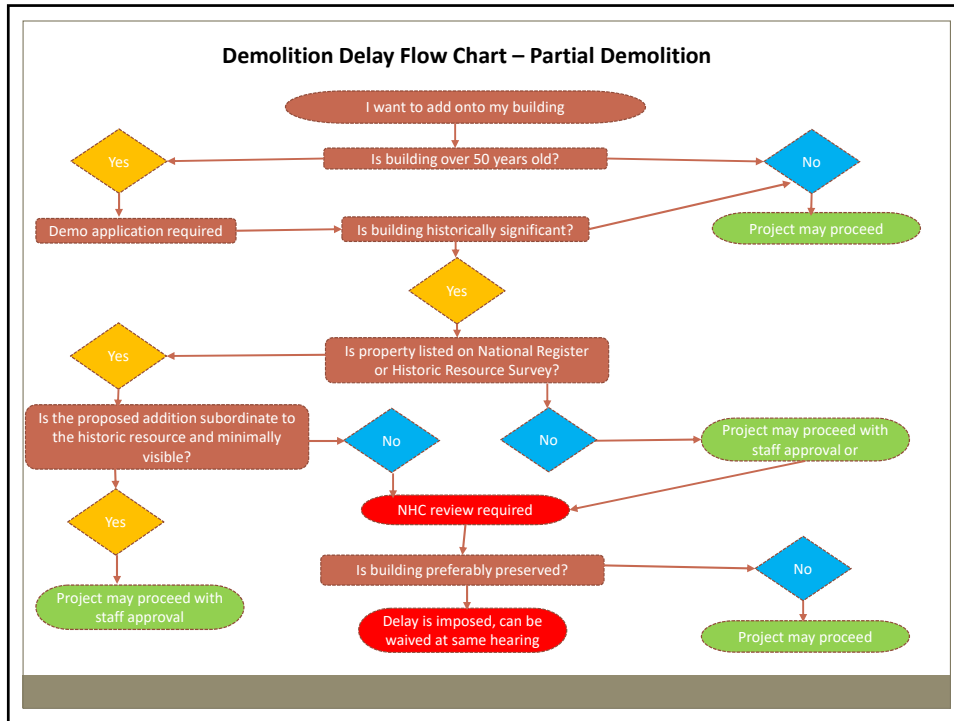 Demolition Delay Flow Chart – Partial Demolition
I want to add onto my building
Yes
Is building over 50 years old?
No
Demo application required
Is building historically significant?
Project may proceed
Yes
Yes
Is property listed on National Register
or Historic Resource Survey?
Is the proposed addition subordinate to
the historic resource and minimally
visible?
No
No
Project may proceed with
staff approval or
NHC review required
Yes
Is building preferably preserved?
No
Project may proceed with
staff approval
Delay is imposed, can be
waived at same hearing
Project may proceed